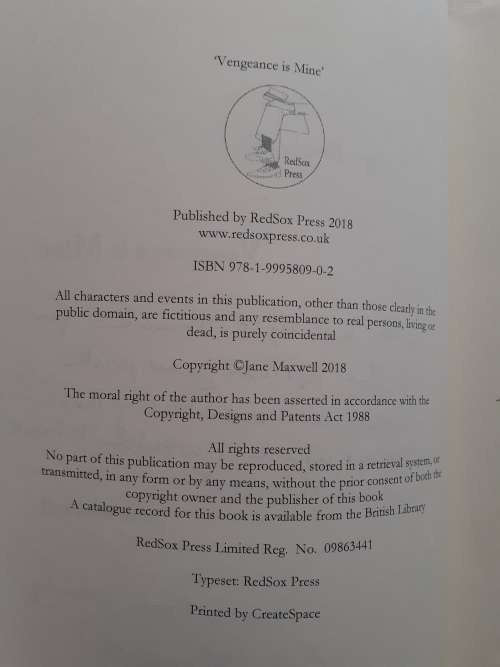 'Vengeance is Mine'
RedSox
Press
Published by RedSox Press 2018
www.redsoxpress.co.uk
ISBN 978-1-9995809-0-2
All characters and events in this publication, other than those clearly in the
public domain, are fictitious and any resemblance to real persons, living or
dead, is purely coincidental
Copyright ©Jane Maxwell 2018
The moral right of the author has been asserted in accordance with the
Copyright, Designs and Patents Act 1988
All rights reserved
No part of this publication may be reproduced, stored in a retrieval system, or
transmitted, in any form or by any means, without the prior consent of both the
copyright owner and the publisher of this book
A catalogue record for this book is available from the British Library
RedSox Press Limited Reg. No. 09863441
Typeset: RedSox Press
Printed by CreateSpace